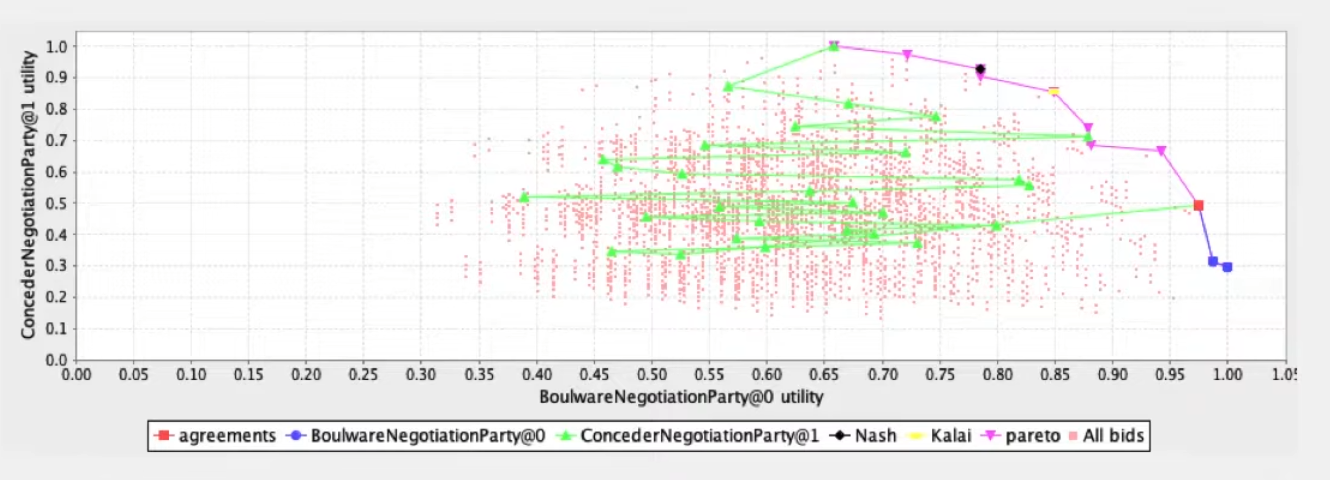 ConcederNegotiationParty@1 utility
1.0
0.9
0.8
0.7
0.6
0.5
0.4
0.3
0.2
0.1
0.0
0.00 0.05 0.10 0.15 0.20 0.25 0.30 0.35 0.40 0.45 0.50 0.55 0.60 0.65 0.70 0.75 0.80 0.85 0.90 0.95 1.00 1.05
BoulwareNegotiationParty@0 utility
agreements BoulwareNegotiationParty@0 ConcederNegotiationParty@1 Nash Kalai pareto All bids